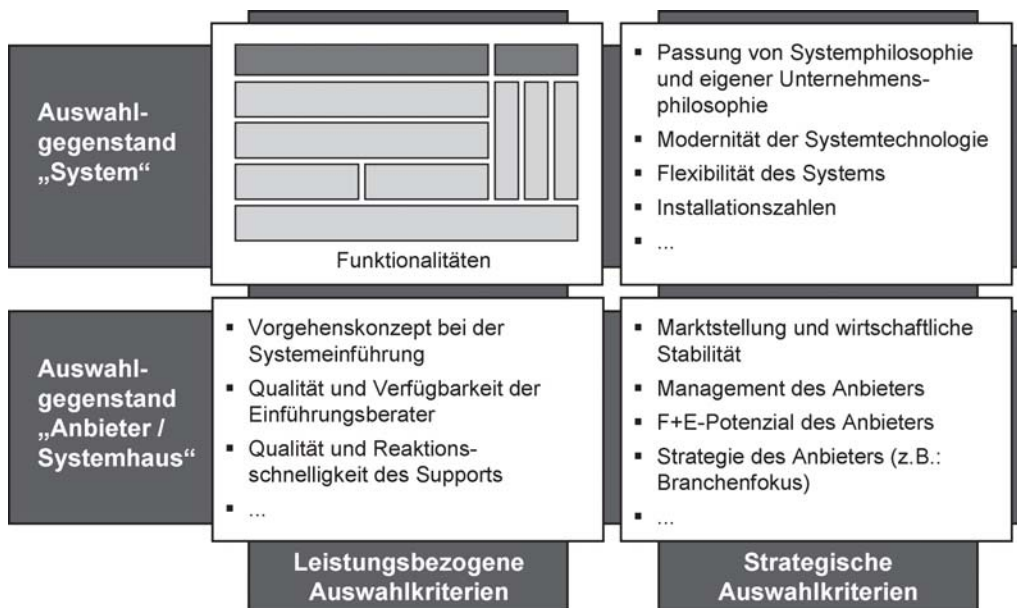 Auswahl-
gegenstand
„System“
Funktionalitäten
▪ Passung von Systemphilosophie
und eigener Unternehmens-
philosophie
▪ Modernität der Systemtechnologie
▪ Flexibilität des Systems
▪ Installationszahlen
▪ ...
Auswahl-
gegenstand
„Anbieter /
Systemhaus“
▪ Vorgehenskonzept bei der
Systemeinführung
▪ Qualität und Verfügbarkeit der
Einführungsberater
▪ Qualität und Reaktions-
schnelligkeit des Supports
▪ ...
▪ Marktstellung und wirtschaftliche
Stabilität
▪ Management des Anbieters
▪ F+E-Potenzial des Anbieters
▪ Strategie des Anbieters (z.B.:
Branchenfokus)
▪ ...
Leistungsbezogene
Auswahlkriterien
Strategische
Auswahlkriterien